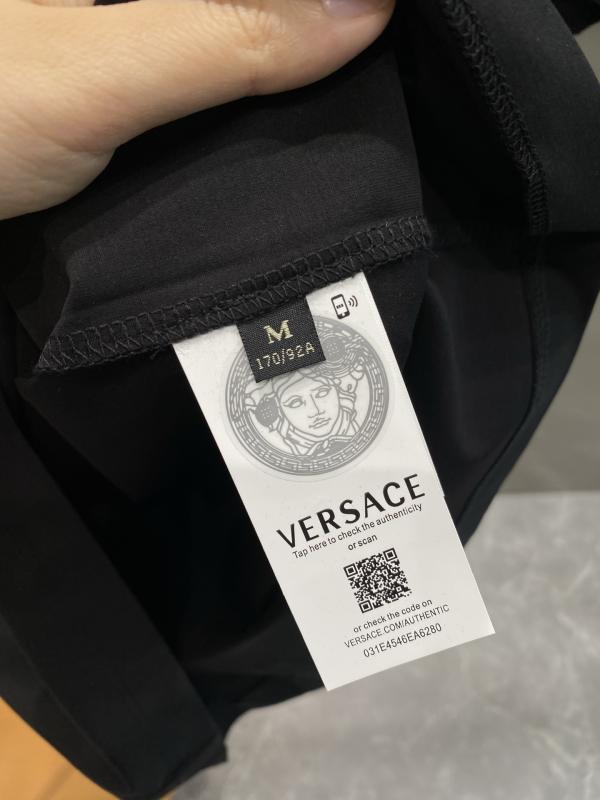 M
170/92A
VERSACE
Tap here to check the authenticity
or scan
or check the code on
VERSACE.COM/AUTHENTIC
031E4546EA6280